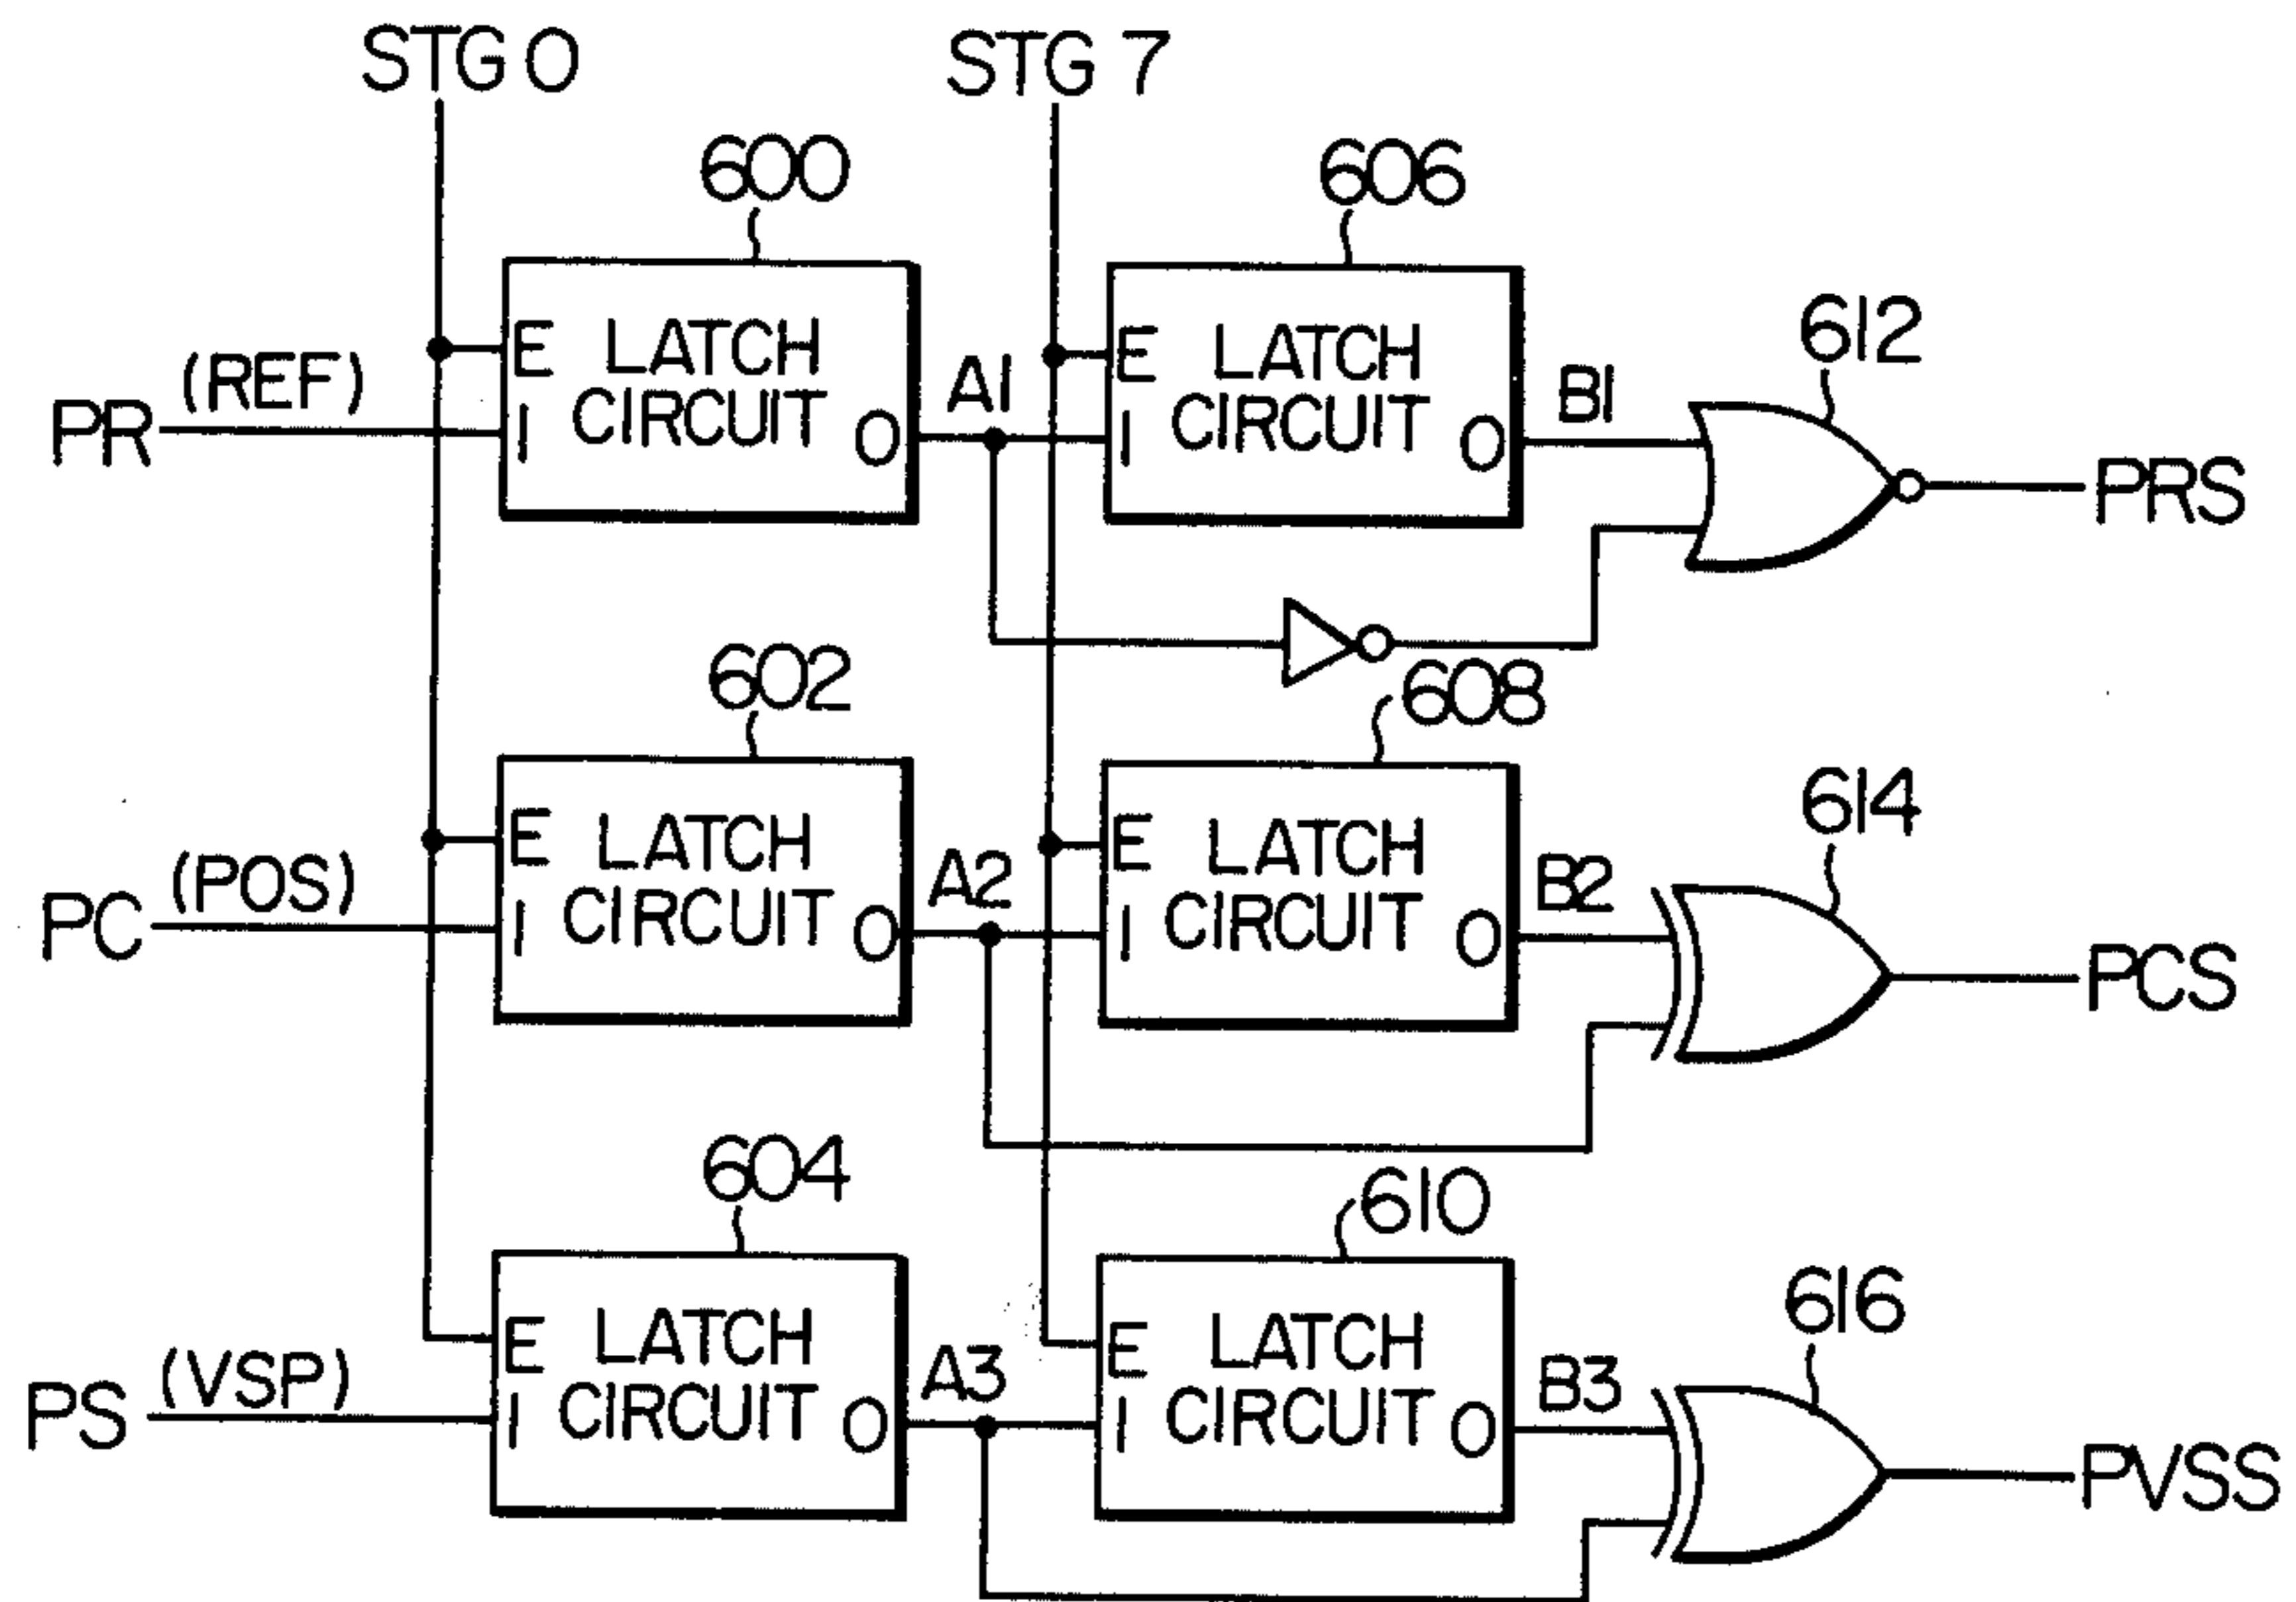 STG 0
STG 7
600
606
612
(REF)
PR
E LATCH CIRCUIT
I
O
A1
E LATCH CIRCUIT
I
O
B1
PRS
602
608
614
(POS)
PC
E LATCH CIRCUIT
I
O
A2
E LATCH CIRCUIT
I
O
B2
PCS
604
610
616
(VSP)
PS
E LATCH CIRCUIT
I
O
A3
E LATCH CIRCUIT
I
O
B3
PVSS